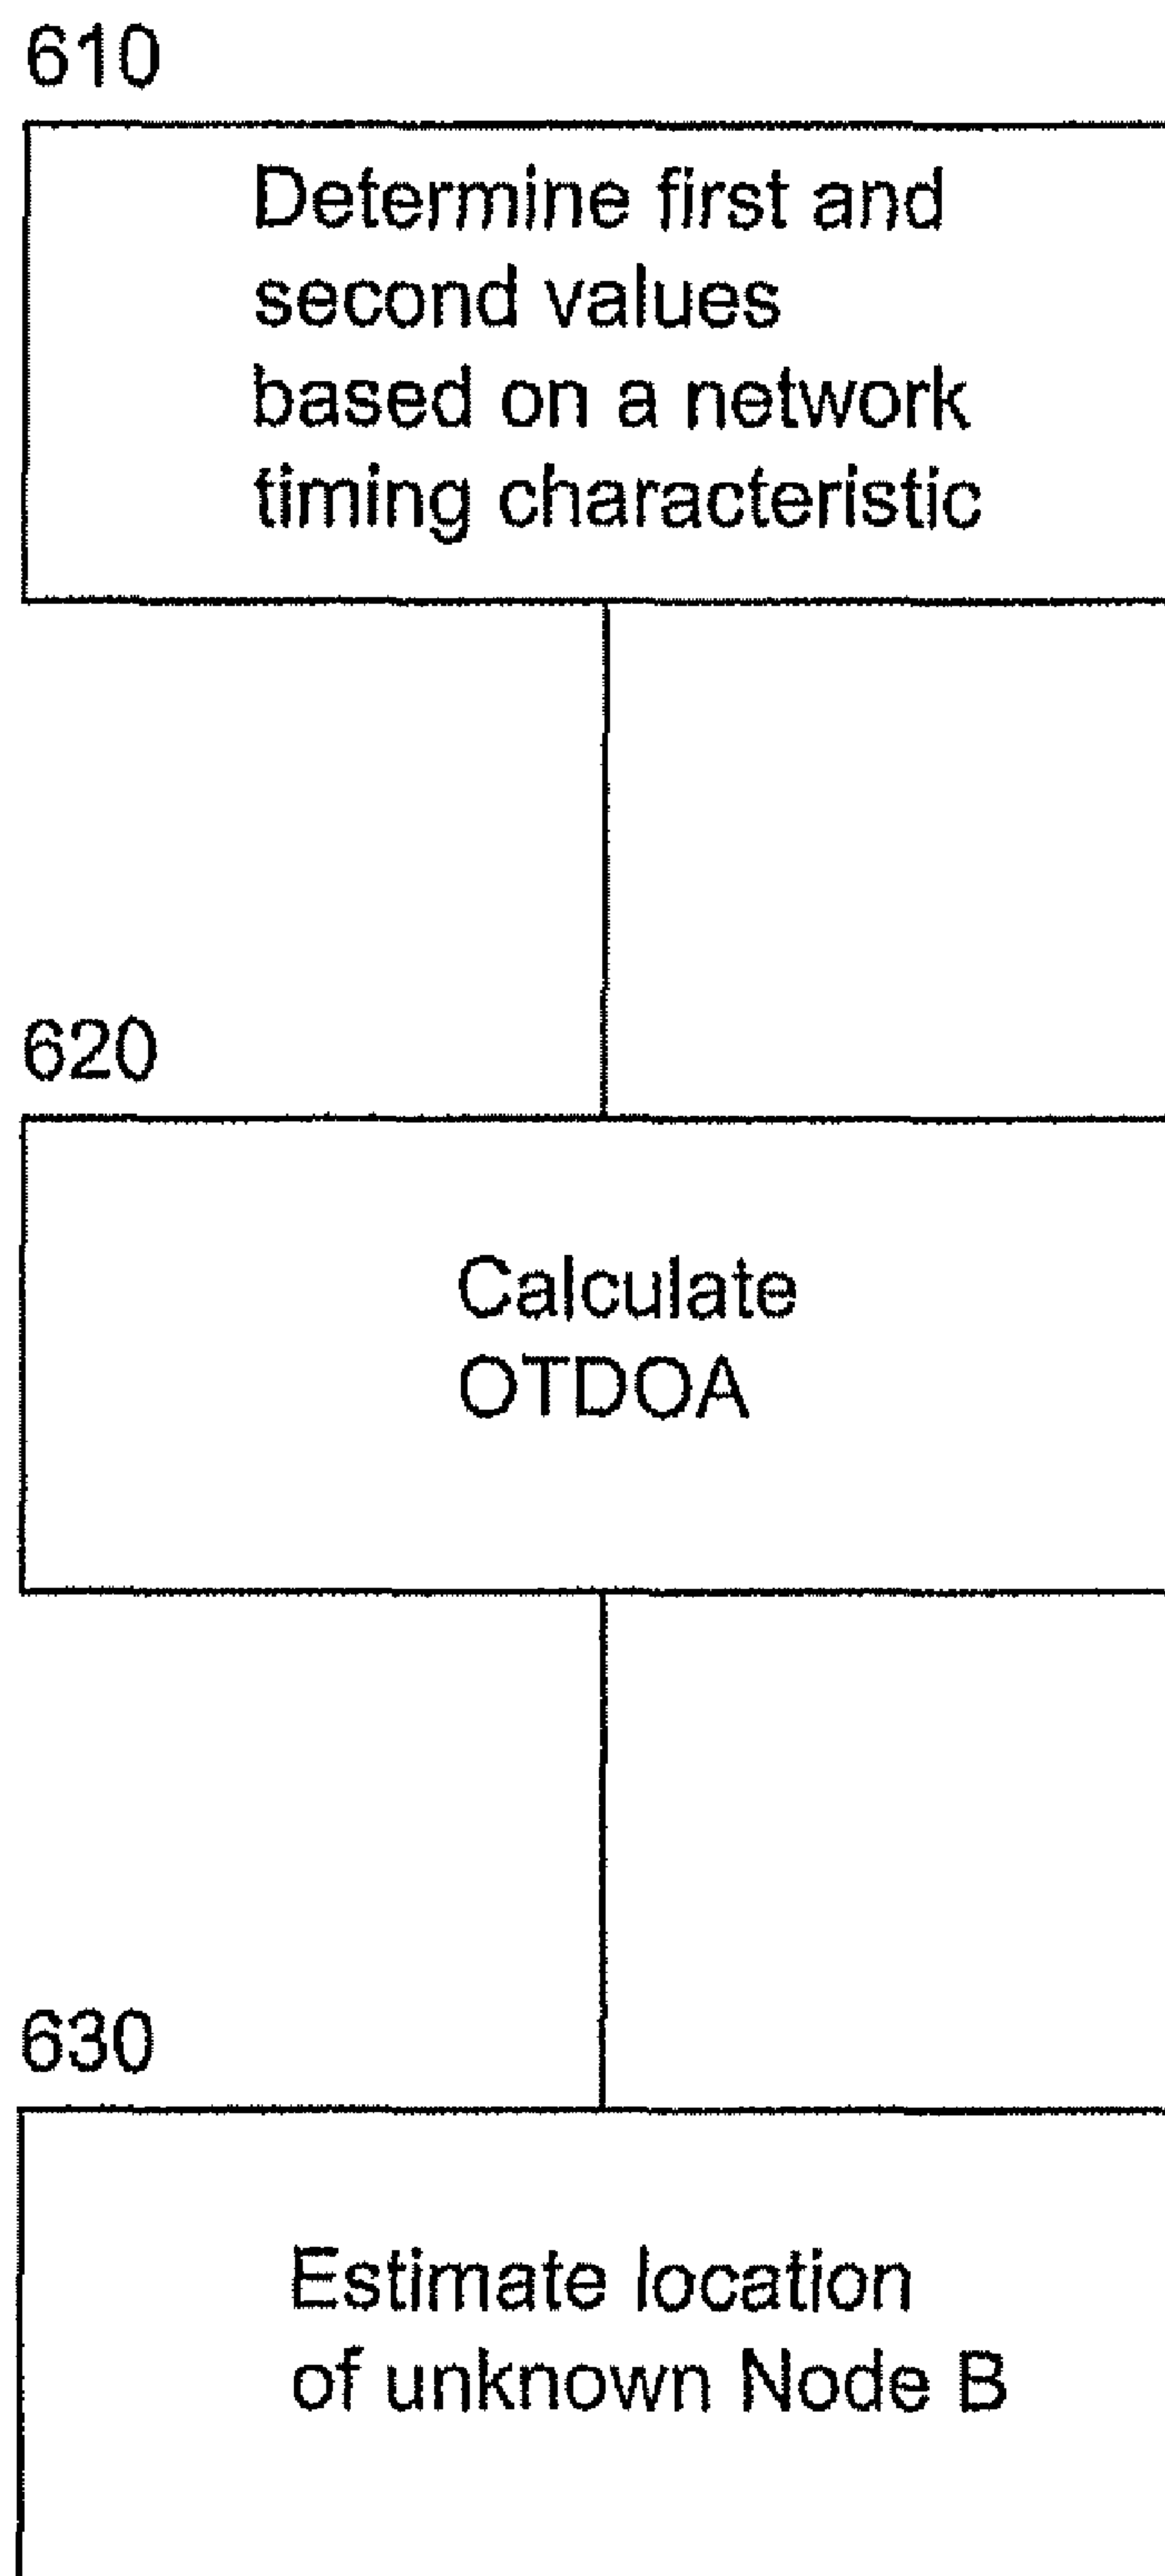 610
Determine first and
second values
based on a network
timing characteristic
620
Calculate
OTDOA
630
Estimate location
of unknown Node B